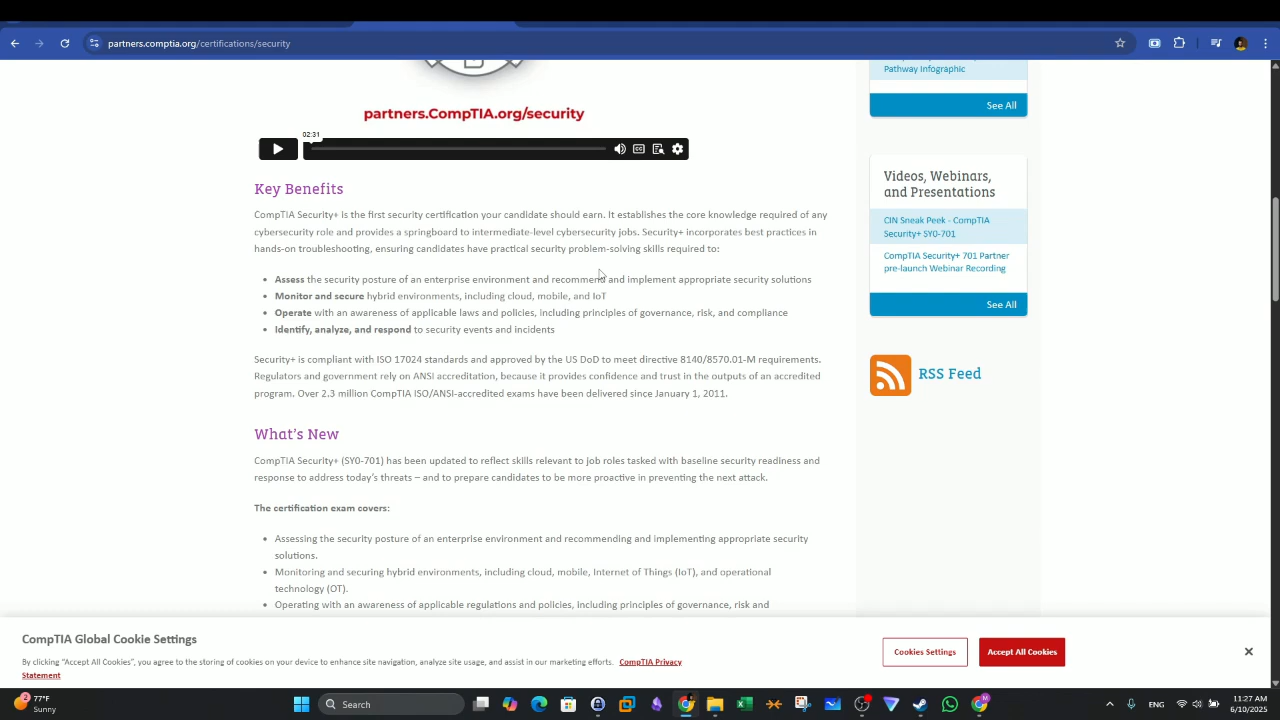 partners.comptia.org/certifications/security
partners.CompTIA.org/security
02:31
CC
Key Benefits
CompTIA Security+ is the first security certification your candidate should earn. It establishes the core knowledge required of any
cybersecurity role and provides a springboard to intermediate-level cybersecurity jobs. Security+ incorporates best practices in
hands-on troubleshooting, ensuring candidates have practical security problem-solving skills required to:
• Assess the security posture of an enterprise environment and recommend and implement appropriate security solutions
• Monitor and secure hybrid environments, including cloud, mobile, and IoT
• Operate with an awareness of applicable laws and policies, including principles of governance, risk, and compliance
• Identify, analyze, and respond to security events and incidents
Security+ is compliant with ISO 17024 standards and approved by the US DoD to meet directive 8140/8570.01-M requirements.
Regulators and government rely on ANSI accreditation, because it provides confidence and trust in the outputs of an accredited
program. Over 2.3 million CompTIA ISO/ANSI-accredited exams have been delivered since January 1, 2011.
What's New
CompTIA Security+ (SY0-701) has been updated to reflect skills relevant to job roles tasked with baseline security readiness and
response to address today's threats – and to prepare candidates to be more proactive in preventing the next attack.
The certification exam covers:
• Assessing the security posture of an enterprise environment and recommending and implementing appropriate security
solutions.
• Monitoring and securing hybrid environments, including cloud, mobile, Internet of Things (IoT), and operational
technology (OT).
• Operating with an awareness of applicable regulations and policies, including principles of governance, risk and
Pathway Infographic
See All
Videos, Webinars,
and Presentations
CIN Sneak Peek - CompTIA
Security+ SY0-701
CompTIA Security+ 701 Partner
pre-launch Webinar Recording
See All
RSS Feed
CompTIA Global Cookie Settings
By clicking "Accept All Cookies", you agree to the storing of cookies on your device to enhance site navigation, analyze site usage, and assist in our marketing efforts. CompTIA Privacy
Statement
Cookies Settings
Accept All Cookies
77°F
Sunny
Search
11:27 AM
6/10/2025